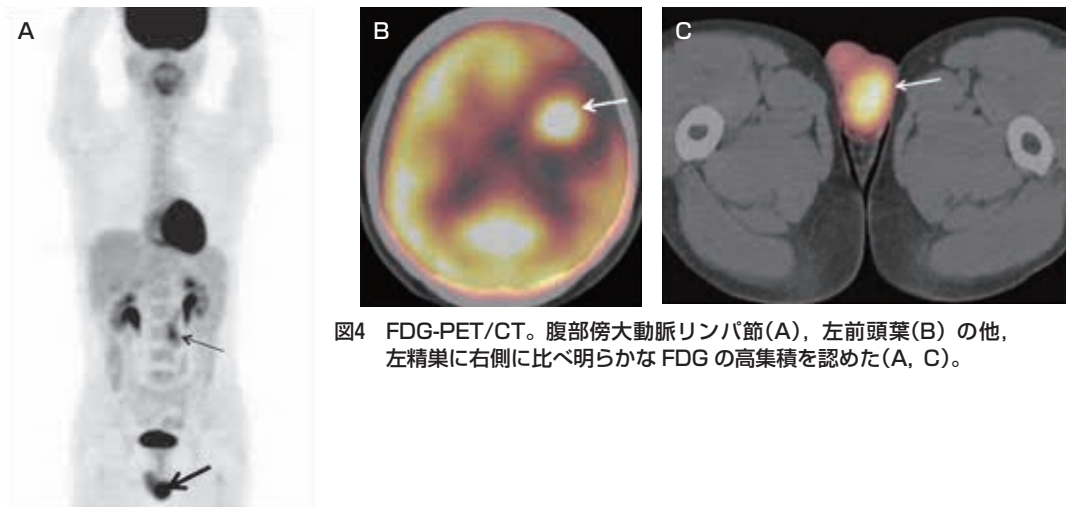 A
B
C
図4 FDG-PET/CT。腹部傍大動脈リンパ節(A)，左前頭葉(B) の他，
左精巣に右側に比べ明らかな FDG の高集積を認めた(A, C)。